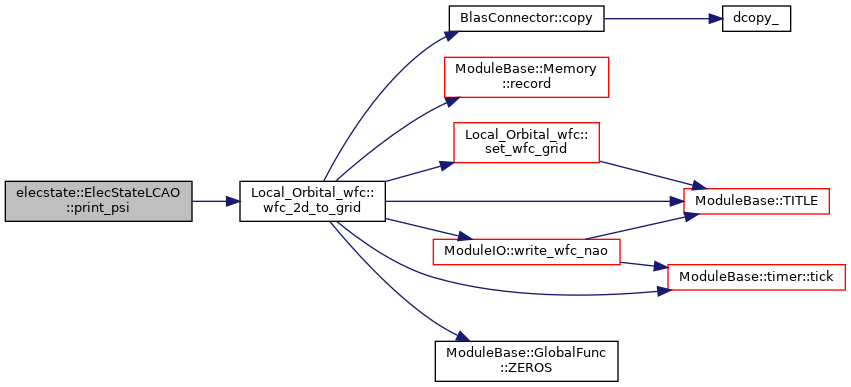 elecstate::ElecStateLCAO
::print_psi
Local_Orbital_wfc::
wfc_2d_to_grid
BlasConnector::copy
dcopy_
ModuleBase::Memory
::record
Local_Orbital_wfc::
set_wfc_grid
ModuleBase::TITLE
ModuleIO::write_wfc_nao
ModuleBase::timer::tick
ModuleBase::GlobalFunc
::ZEROS